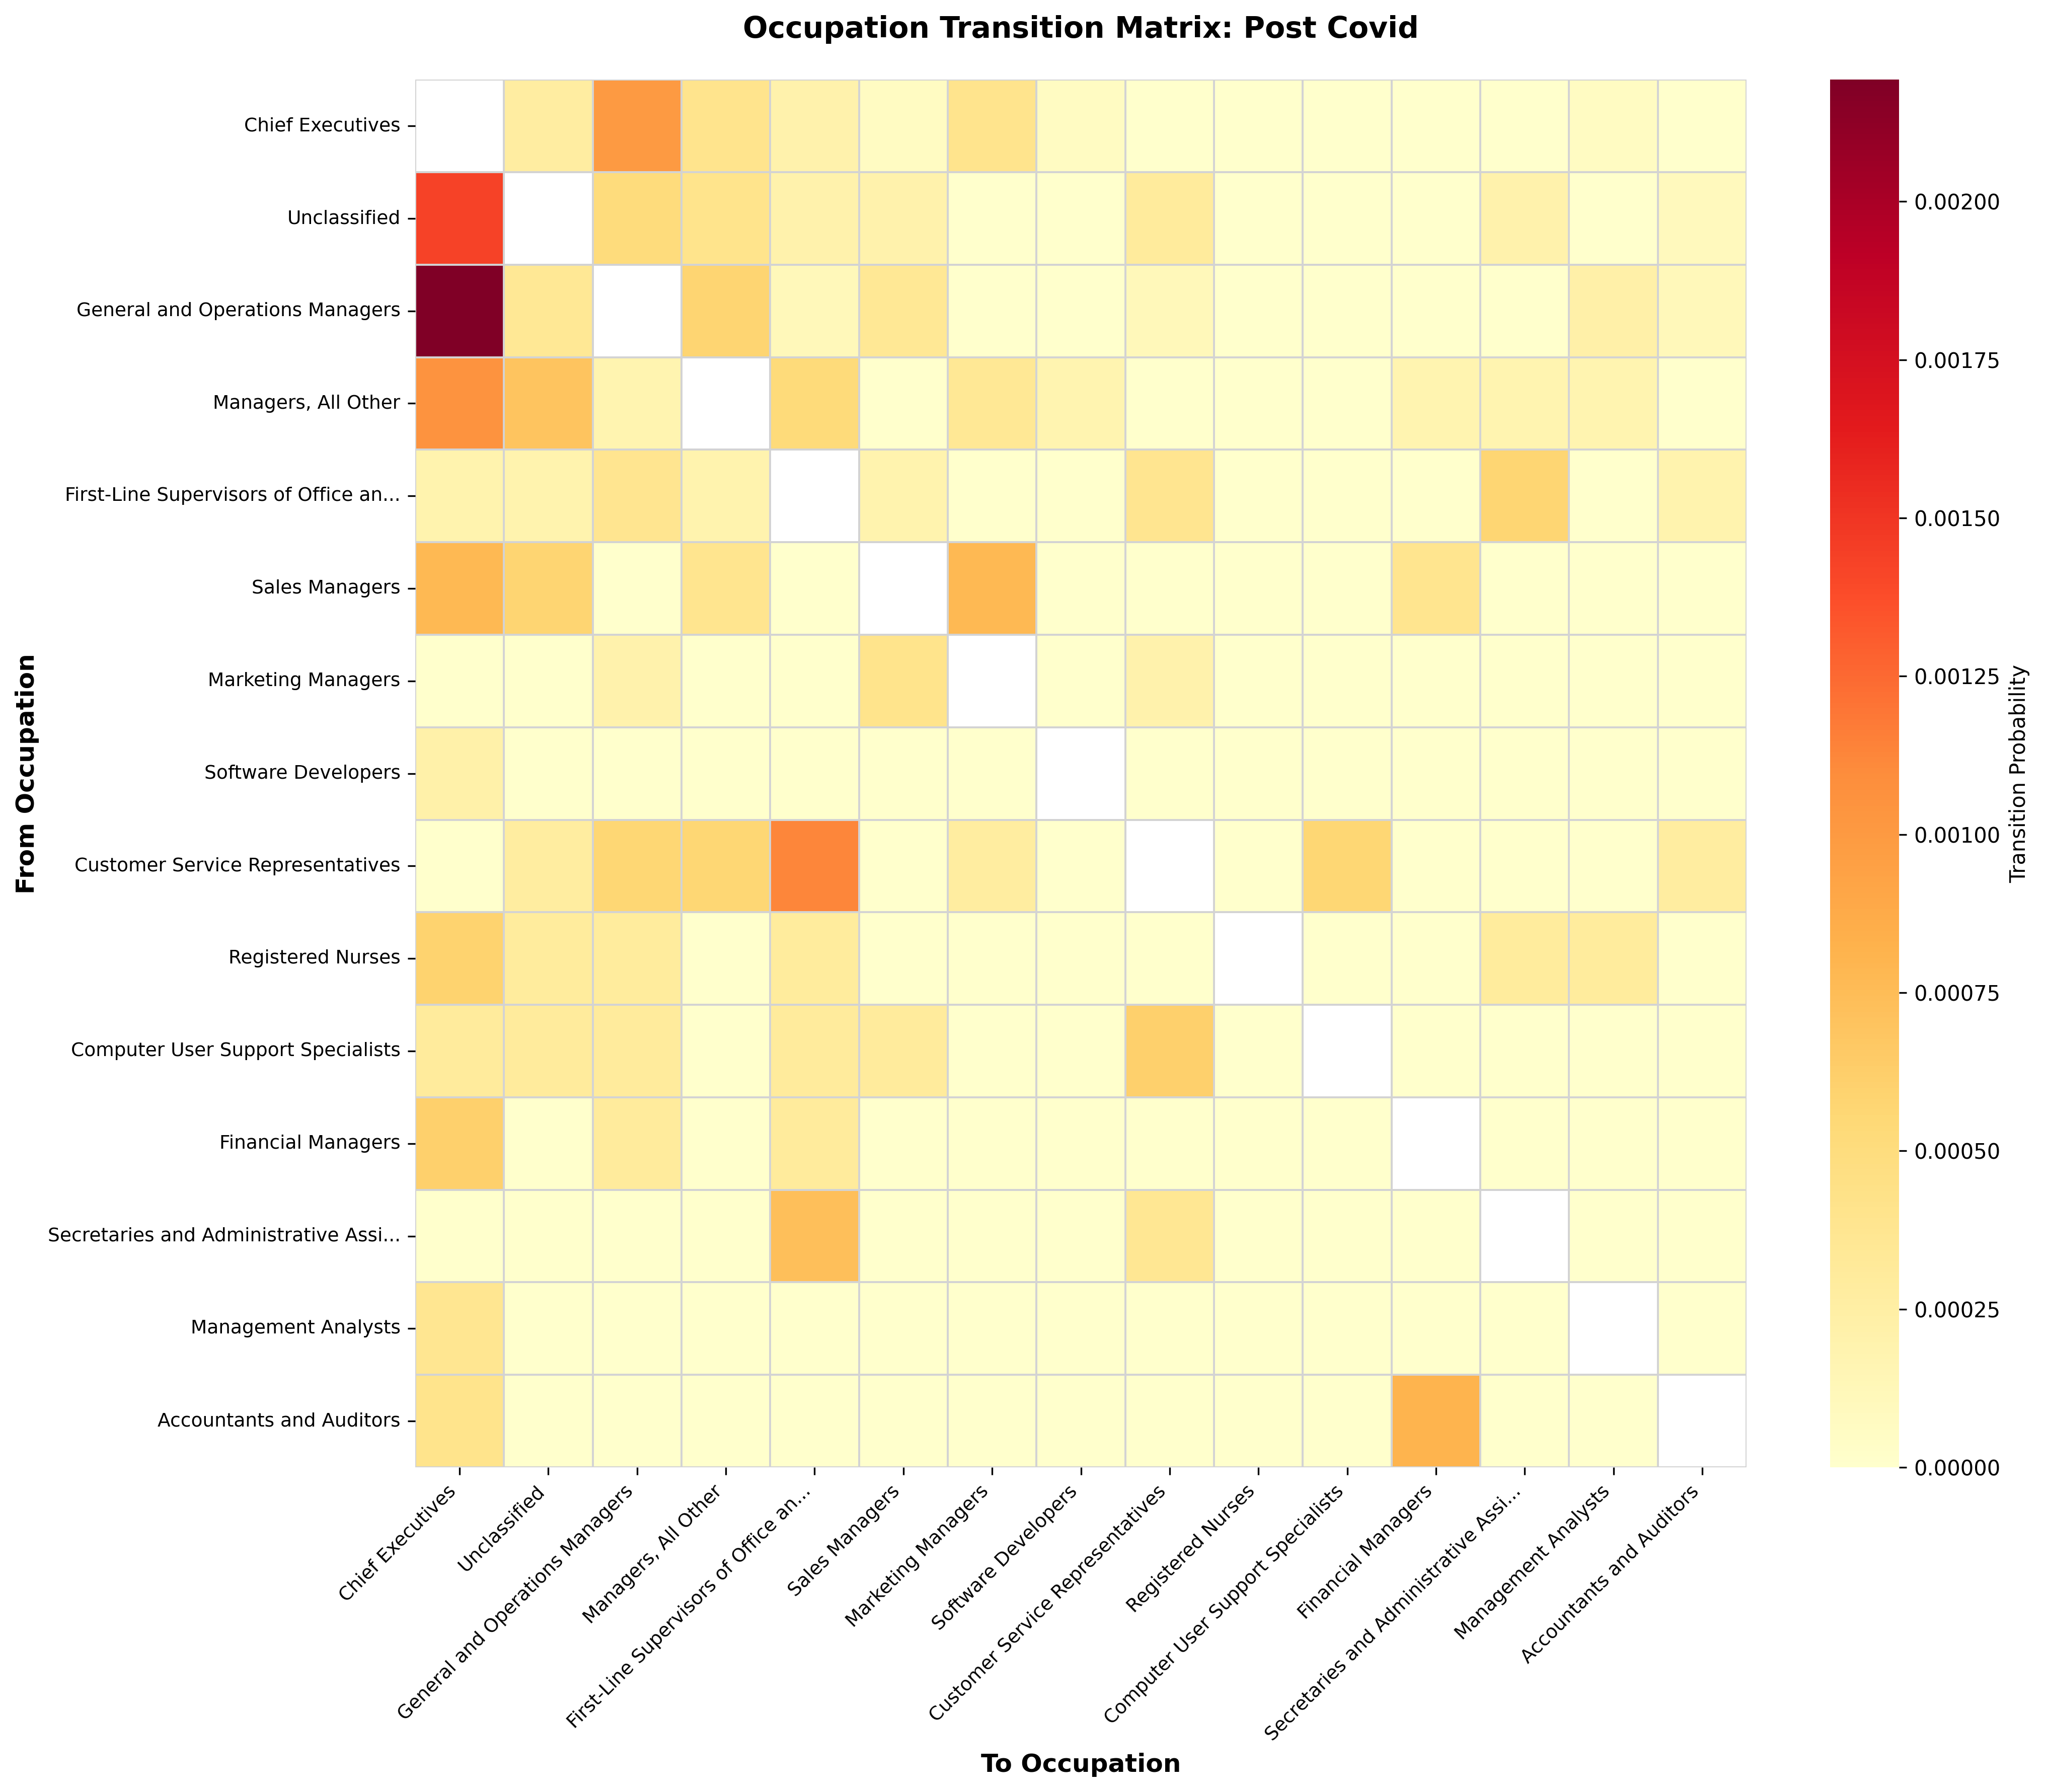 Occupation Transition Matrix: Post Covid
From Occupation
Chief Executives
Unclassified
General and Operations Managers
Managers, All Other
First-Line Supervisors of Office an...
Sales Managers
Marketing Managers
Software Developers
Customer Service Representatives
Registered Nurses
Computer User Support Specialists
Financial Managers
Secretaries and Administrative Assi...
Management Analysts
Accountants and Auditors
Chief Executives
Unclassified
General and Operations Managers
Managers, All Other
First-Line Supervisors of Office an...
Sales Managers
Marketing Managers
Software Developers
Customer Service Representatives
Registered Nurses
Computer User Support Specialists
Financial Managers
Secretaries and Administrative Assi...
Management Analysts
Accountants and Auditors
To Occupation
0.00200
0.00175
0.00150
0.00125
0.00100
0.00075
0.00050
0.00025
0.00000
Transition Probability